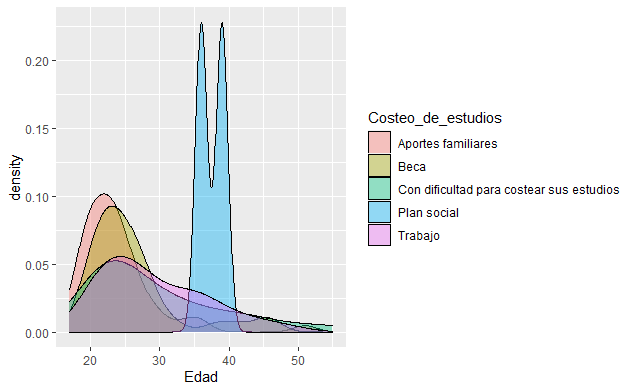 0.20
0.15
0.10
0.05
0.00
density
20
30
40
50
Edad
Costeo_de_estudios
Aportes familiares
Beca
Con dificultad para costear sus estudios
Plan social
Trabajo